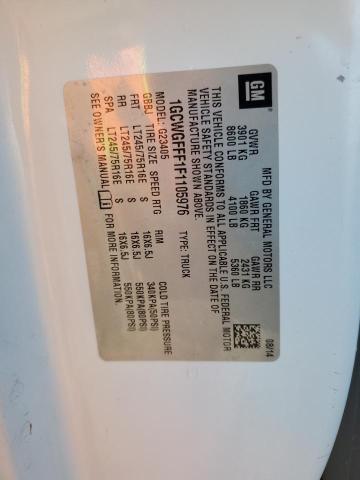 GM
MFD BY GENERAL MOTORS LLC
08/14
GVWR GAWR FRT GAWR RR
3901 KG 1860 KG 2431 KG
8600 LB 4100 LB 5360 LB
THIS VEHICLE CONFORMS TO ALL APPLICABLE U.S. FEDERAL MOTOR
VEHICLE SAFETY STANDARDS IN EFFECT ON THE DATE OF
MANUFACTURE SHOWN ABOVE.
1GCWGFFF1F1105976 TYPE: TRUCK
MODEL: G23405
GBBJ TIRE SIZE SPEED RTG RIM COLD TIRE PRESSURE
FRT LT245/75R16E S 16X6.5J 340KPA(50PSI)
RR LT245/75R16E S 16X6.5J 550KPA(80PSI)
SPA LT245/75R16E S 16X6.5J 550KPA(80PSI)
SEE OWNER'S MANUAL FOR MORE INFORMATION.